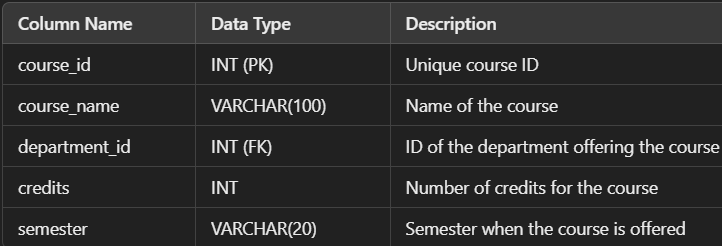 Column Name Data Type Description
course_id INT (PK) Unique course ID
course_name VARCHAR(100) Name of the course
department_id INT (FK) ID of the department offering the course
credits INT Number of credits for the course
semester VARCHAR(20) Semester when the course is offered